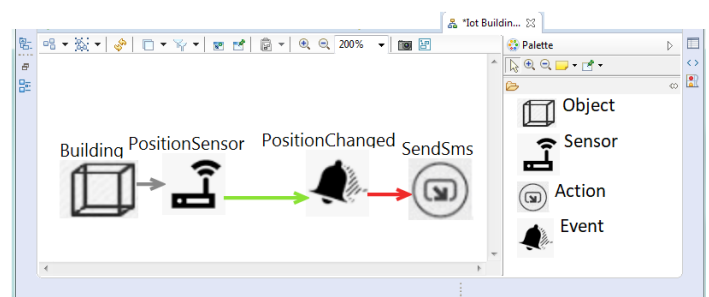 *Iot Buildin...
200%
Palette
Building
PositionSensor
PositionChanged
SendSms
Object
Sensor
Action
Event